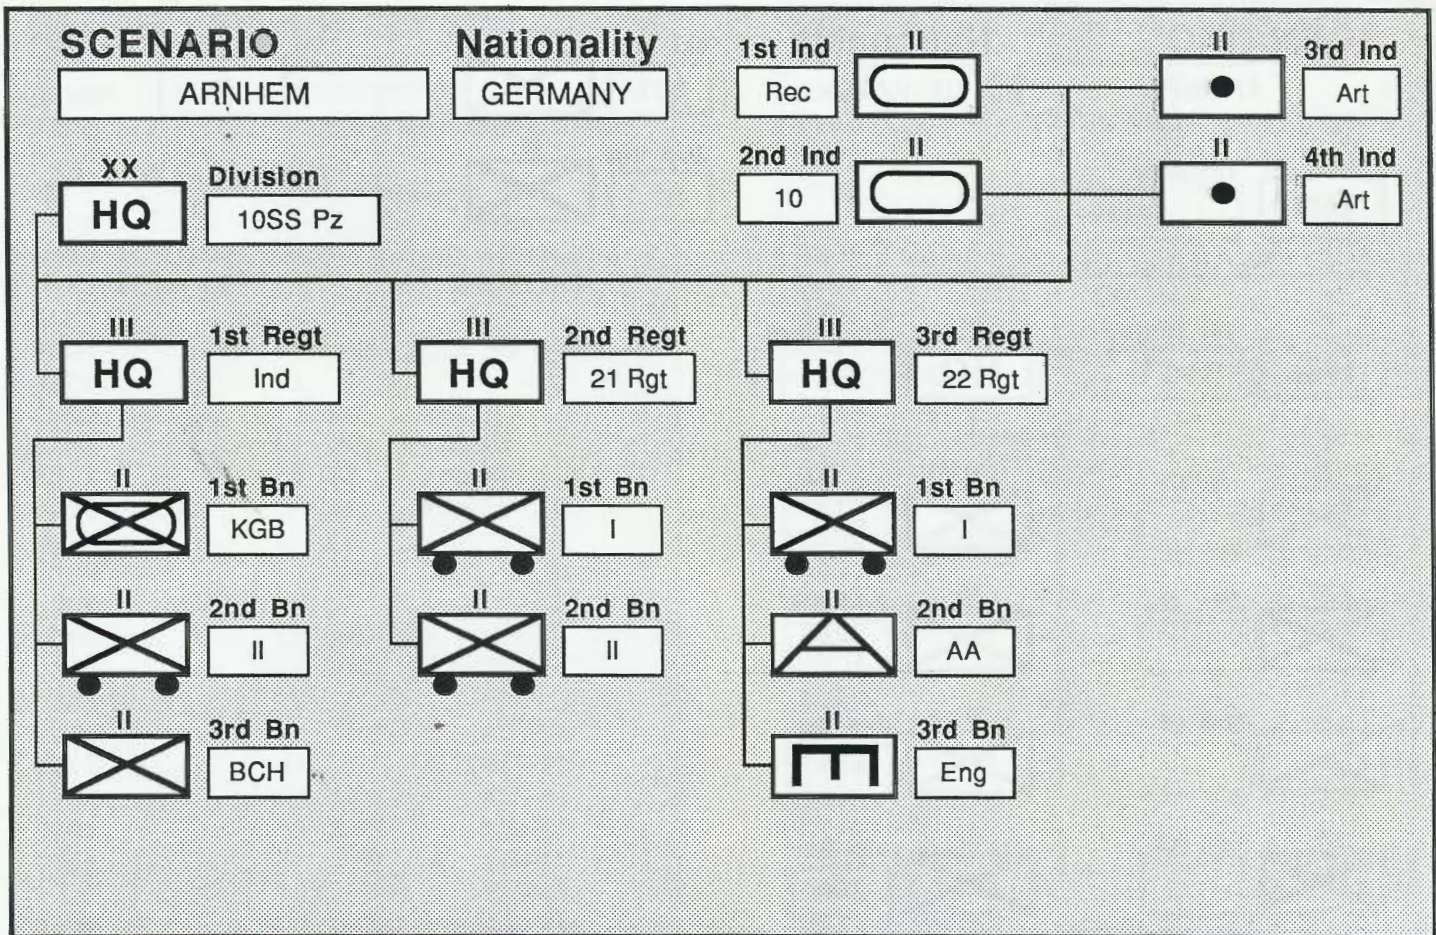 SCENARIO
ARNHEM
Nationality
GERMANY
1st Ind
Rec
II
II
3rd Ind
Art
2nd Ind
10
II
II
4th Ind
Art
XX
HQ
Division
10SS Pz
III
HQ
1st Regt
Ind
III
HQ
2nd Regt
21 Rgt
III
HQ
3rd Regt
22 Rgt
II
1st Bn
KGB
II
1st Bn
I
II
1st Bn
I
II
2nd Bn
II
II
2nd Bn
II
II
2nd Bn
AA
II
3rd Bn
BCH
II
3rd Bn
Eng